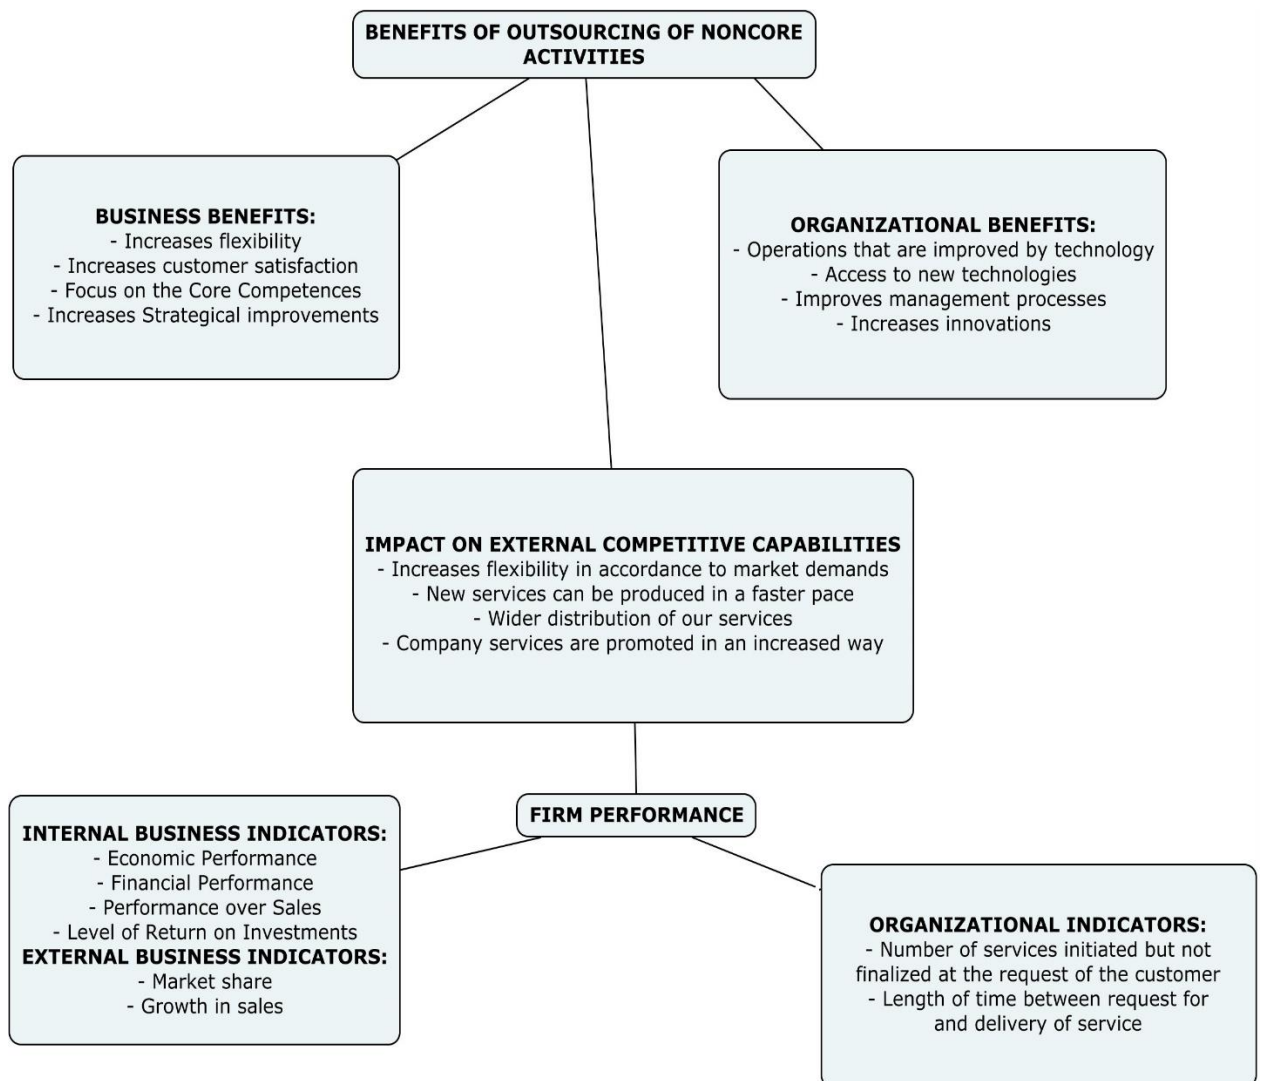 BENEFITS OF OUTSOURCING OF NONCORE
ACTIVITIES
BUSINESS BENEFITS:
- Increases flexibility
- Increases customer satisfaction
- Focus on the Core Competences
- Increases Strategical improvements
ORGANIZATIONAL BENEFITS:
- Operations that are improved by technology
- Access to new technologies
- Improves management processes
- Increases innovations
IMPACT ON EXTERNAL COMPETITIVE CAPABILITIES
- Increases flexibility in accordance to market demands
- New services can be produced in a faster pace
- Wider distribution of our services
- Company services are promoted in an increased way
FIRM PERFORMANCE
INTERNAL BUSINESS INDICATORS:
- Economic Performance
- Financial Performance
- Performance over Sales
- Level of Return on Investments
EXTERNAL BUSINESS INDICATORS:
- Market share
- Growth in sales
ORGANIZATIONAL INDICATORS:
- Number of services initiated but not
finalized at the request of the customer
- Length of time between request for
and delivery of service